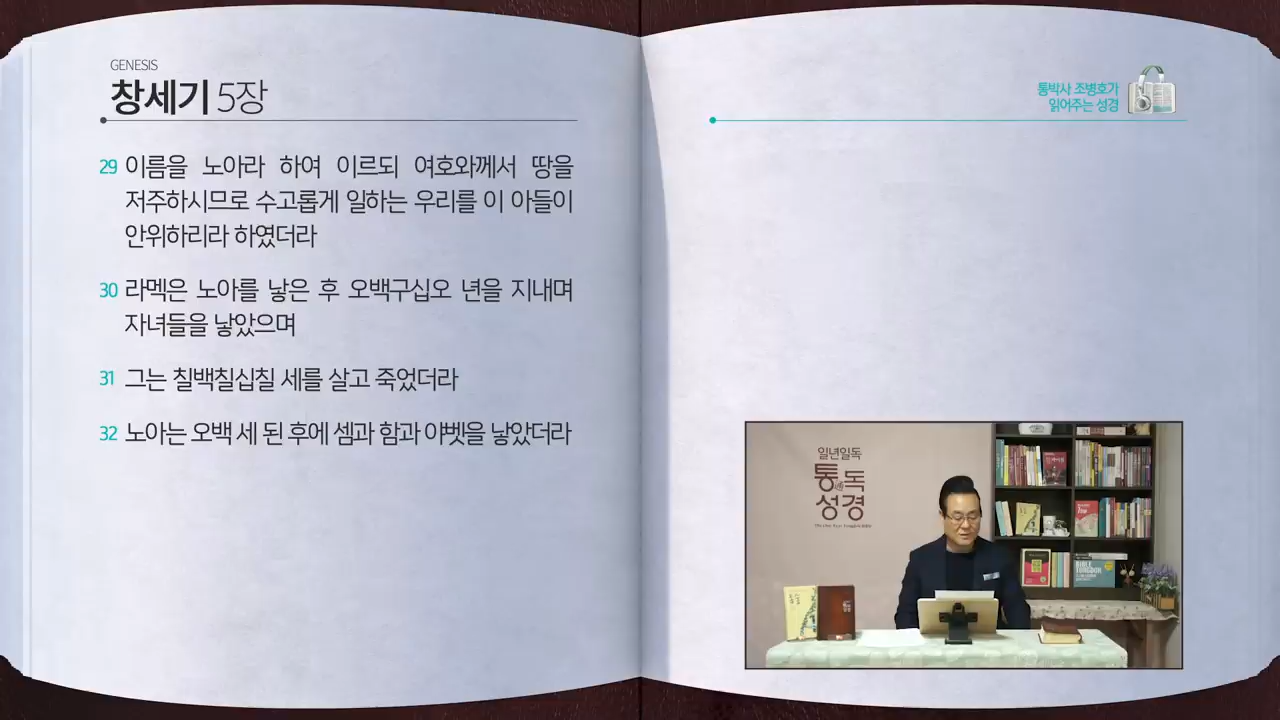 GENESIS
창세기 5장
29 이름을 노아라 하여 이르되 여호와께서 땅을
저주하시므로 수고롭게 일하는 우리를 이 아들이
안위하리라 하였더라
30 라멕은 노아를 낳은 후 오백구십오 년을 지내며
자녀들을 낳았으며
31 그는 칠백칠십칠 세를 살고 죽었더라
32 노아는 오백 세 된 후에 셈과 함과 야벳을 낳았더라
통박사 조병호가
읽어주는 성경
일년일독
통독
성경
BIBLE
TONGDOK